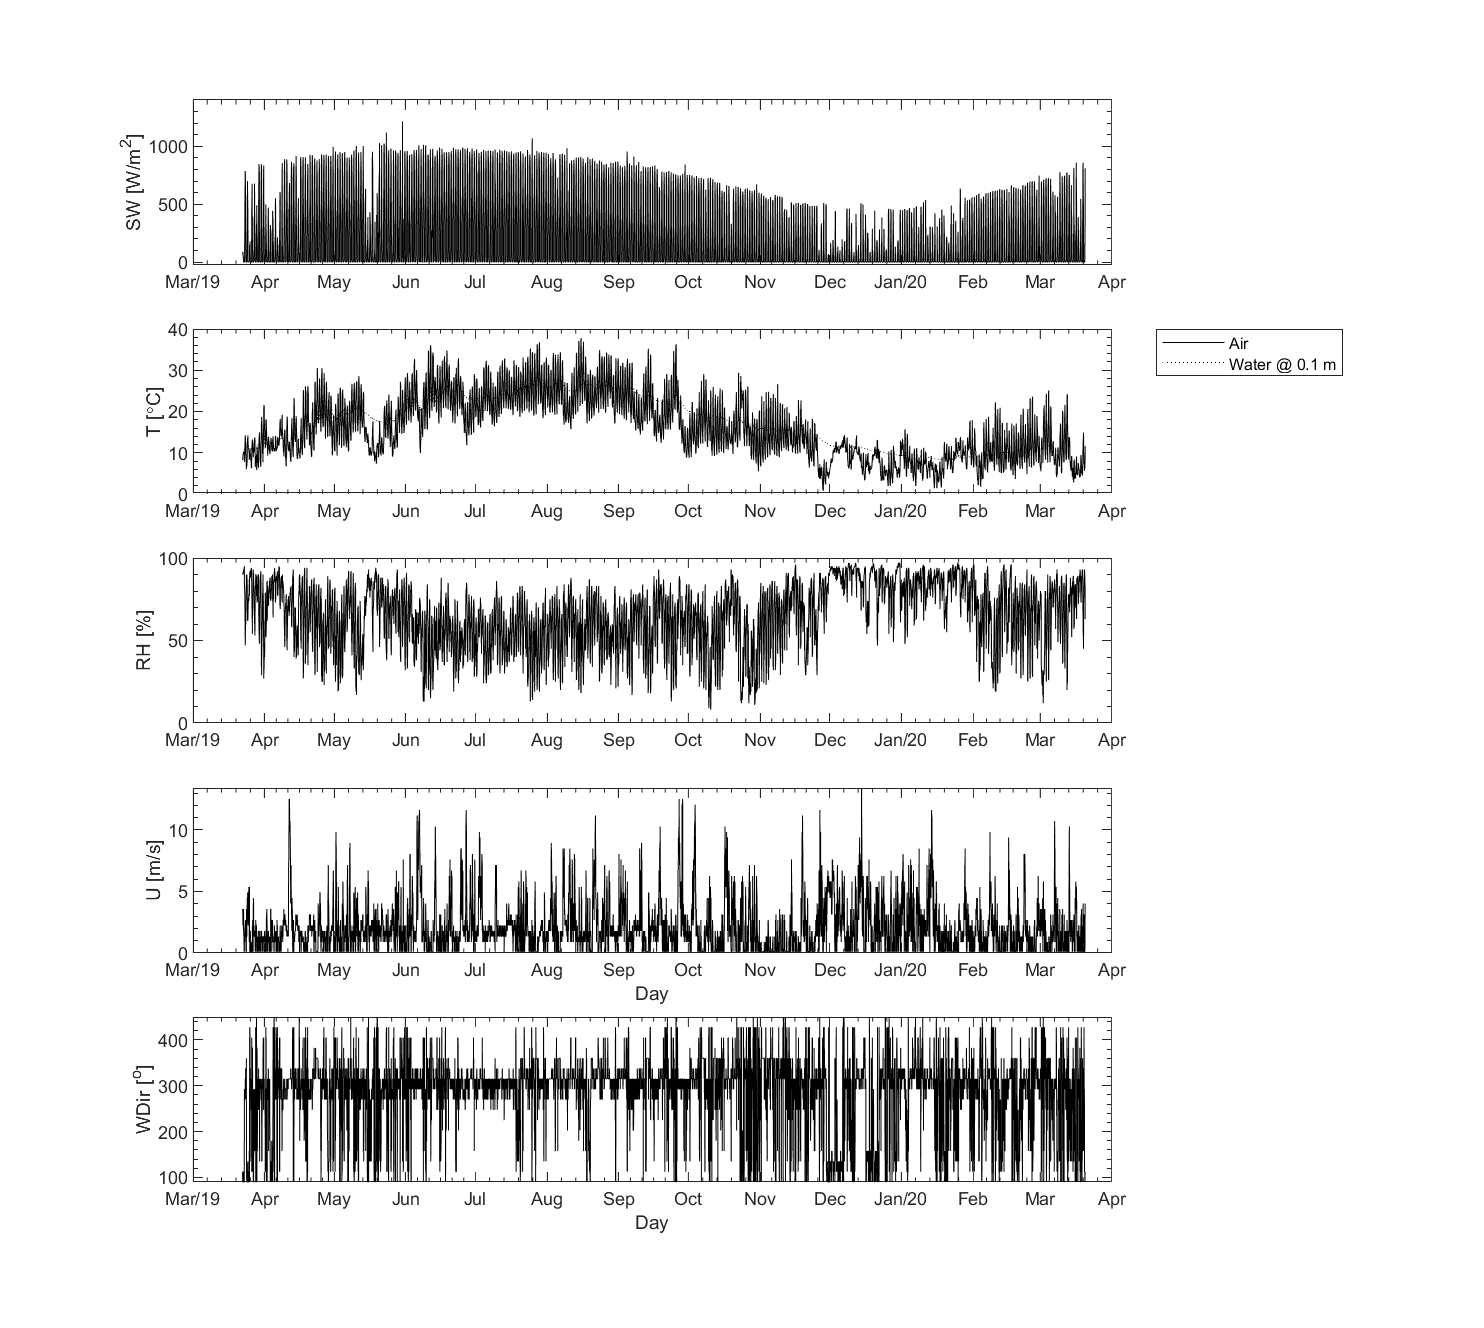 SW [W/m2]
1000
500
0
Mar/19 Apr May Jun Jul Aug Sep Oct Nov Dec Jan/20 Feb Mar Apr
T [°C]
40
30
20
10
0
Mar/19 Apr May Jun Jul Aug Sep Oct Nov Dec Jan/20 Feb Mar Apr
Air
Water @ 0.1 m
RH [%]
100
50
0
Mar/19 Apr May Jun Jul Aug Sep Oct Nov Dec Jan/20 Feb Mar Apr
U [m/s]
10
5
0
Mar/19 Apr May Jun Jul Aug Sep Oct Nov Dec Jan/20 Feb Mar Apr
Day
WDir [o]
400
300
200
100
Mar/19 Apr May Jun Jul Aug Sep Oct Nov Dec Jan/20 Feb Mar Apr
Day